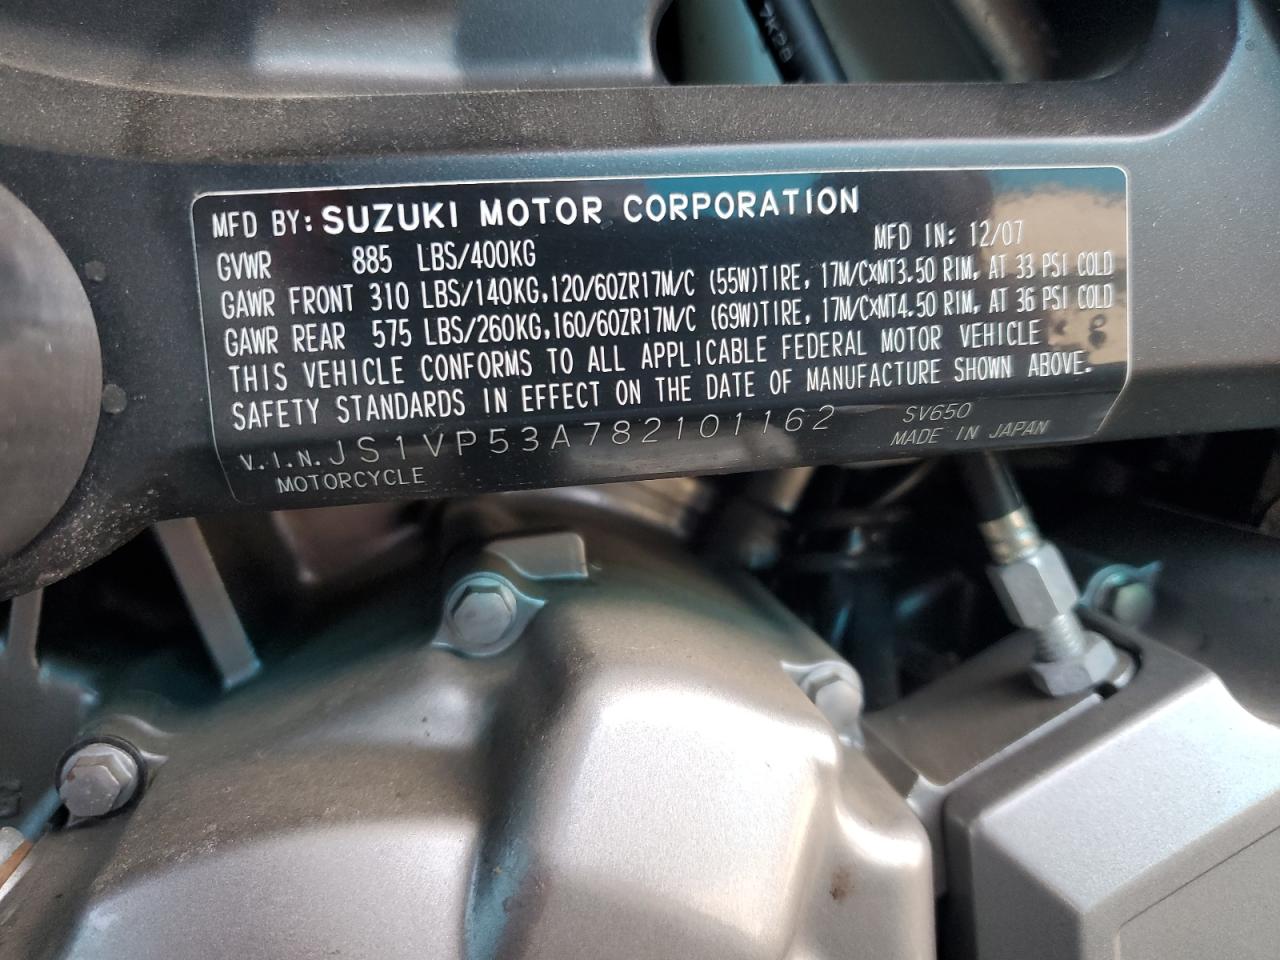 7K20
MFD BY: SUZUKI MOTOR CORPORATION
GVWR 885 LBS/400KG MFD IN: 12/07
GAWR FRONT 310 LBS/140KG, 120/60ZR17M/C (55W)TIRE, 17M/C×MT3.50 RIM, AT 33 PSI COLD
GAWR REAR 575 LBS/260KG, 160/60ZR17M/C (69W)TIRE, 17M/C×MT4.50 RIM, AT 36 PSI COLD
THIS VEHICLE CONFORMS TO ALL APPLICABLE FEDERAL MOTOR VEHICLE
SAFETY STANDARDS IN EFFECT ON THE DATE OF MANUFACTURE SHOWN ABOVE.
V.I.N. JS1VP53A782101162 SV650
MOTORCYCLE MADE IN JAPAN